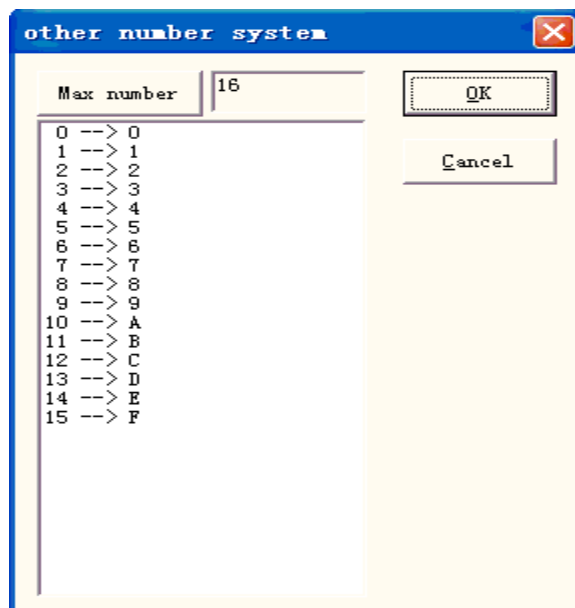 other number system
Max number
16
OK
Cancel
0 --> 0
1 --> 1
2 --> 2
3 --> 3
4 --> 4
5 --> 5
6 --> 6
7 --> 7
8 --> 8
9 --> 9
10 --> A
11 --> B
12 --> C
13 --> D
14 --> E
15 --> F